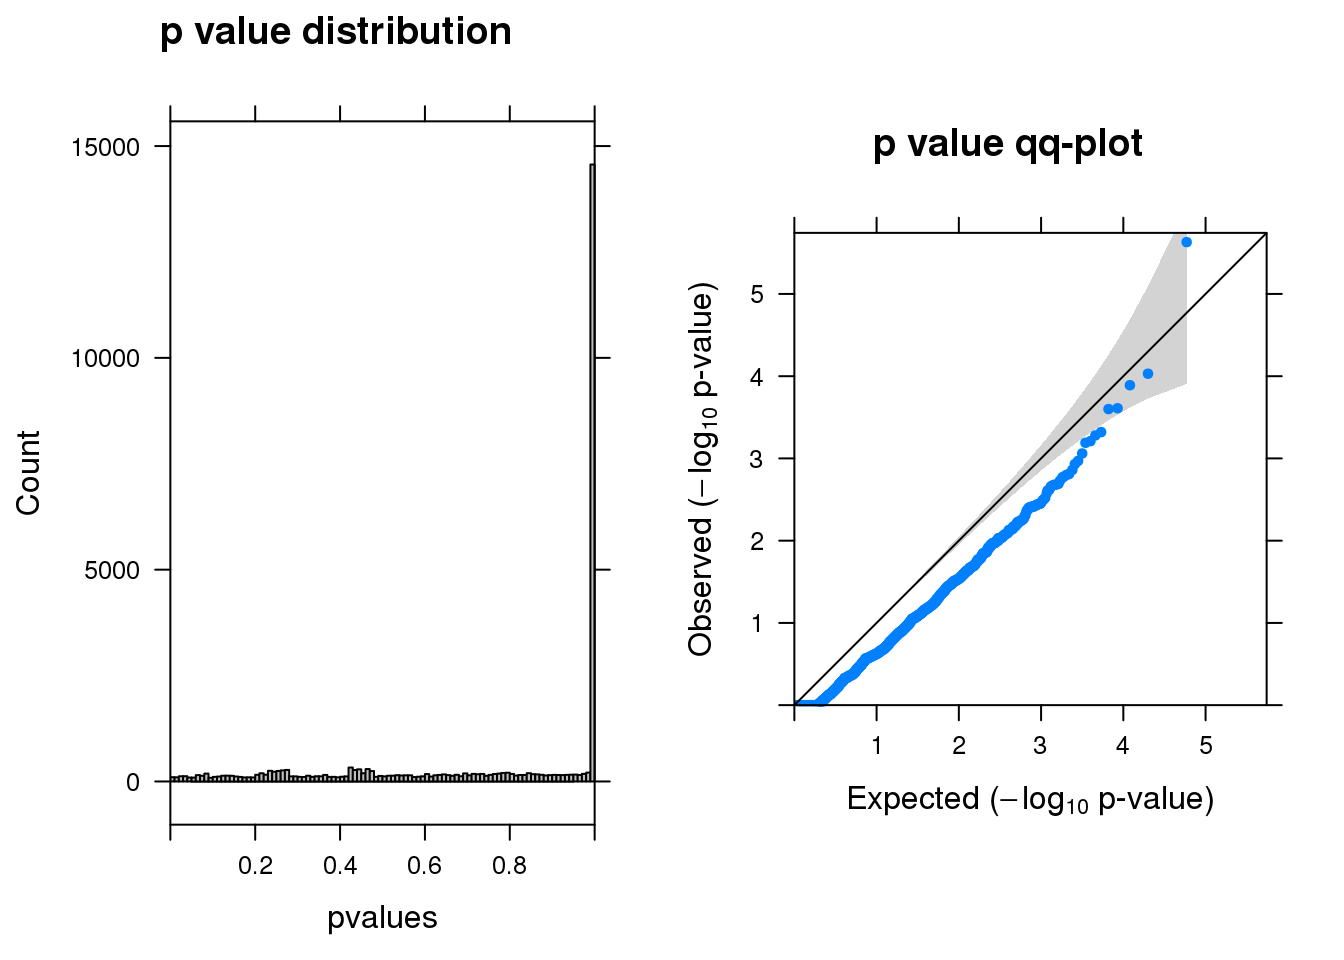 p value distribution
15000
10000
5000
0
Count
0.2 0.4 0.6 0.8
pvalues
p value qq-plot
5
4
3
2
1
Observed (−log10 p-value)
1 2 3 4 5
Expected (−log10 p-value)